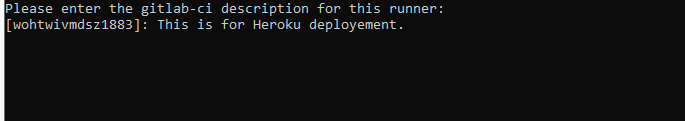 Please enter the gitlab-ci description for this runner:
[wohtwivmdsz1883]: This is for Heroku deployement.